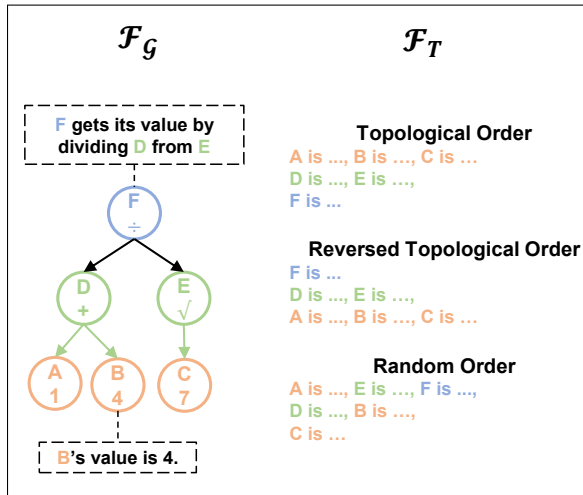 𝓕𝒢
F gets its value by
dividing D from E
F
÷
D
+
E
√
A
1
B
4
C
7
B's value is 4.
𝓕T
Topological Order
A is ..., B is ..., C is ...
D is ..., E is ...,
F is ...
Reversed Topological Order
F is ...
D is ..., E is ...,
A is ..., B is ..., C is ...
Random Order
A is ..., E is ..., F is ...,
D is ..., B is ...,
C is ...